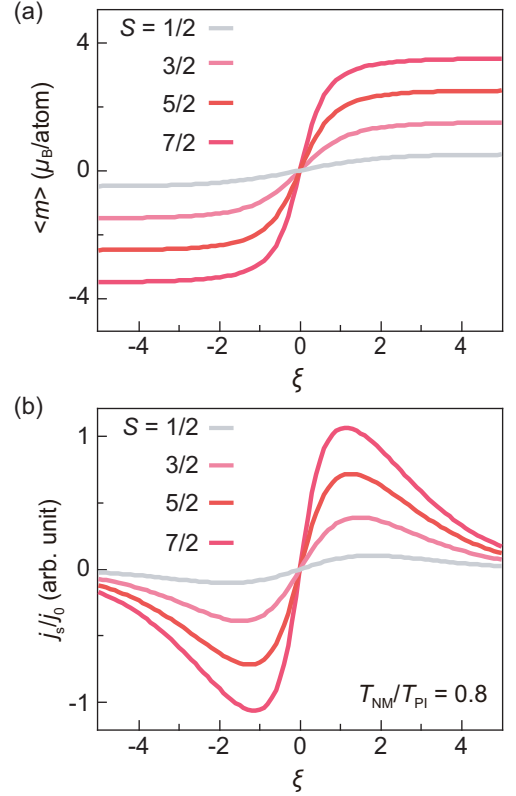 (a)
S = 1/2
3/2
5/2
7/2
4
0
-4
<m> (μB/atom)
-4 -2 0 2 4
ξ
(b)
S = 1/2
3/2
5/2
7/2
1
0
-1
js/j0 (arb. unit)
TNM/TPI = 0.8
-4 -2 0 2 4
ξ